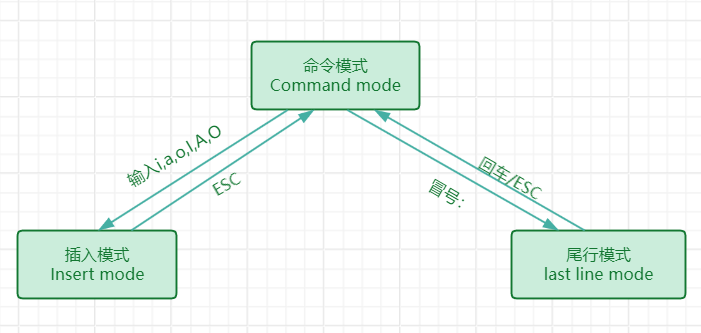 命令模式
Command mode
输入i,a,o,I,A,O
ESC
回车/ESC
冒号：
插入模式
Insert mode
尾行模式
last line mode